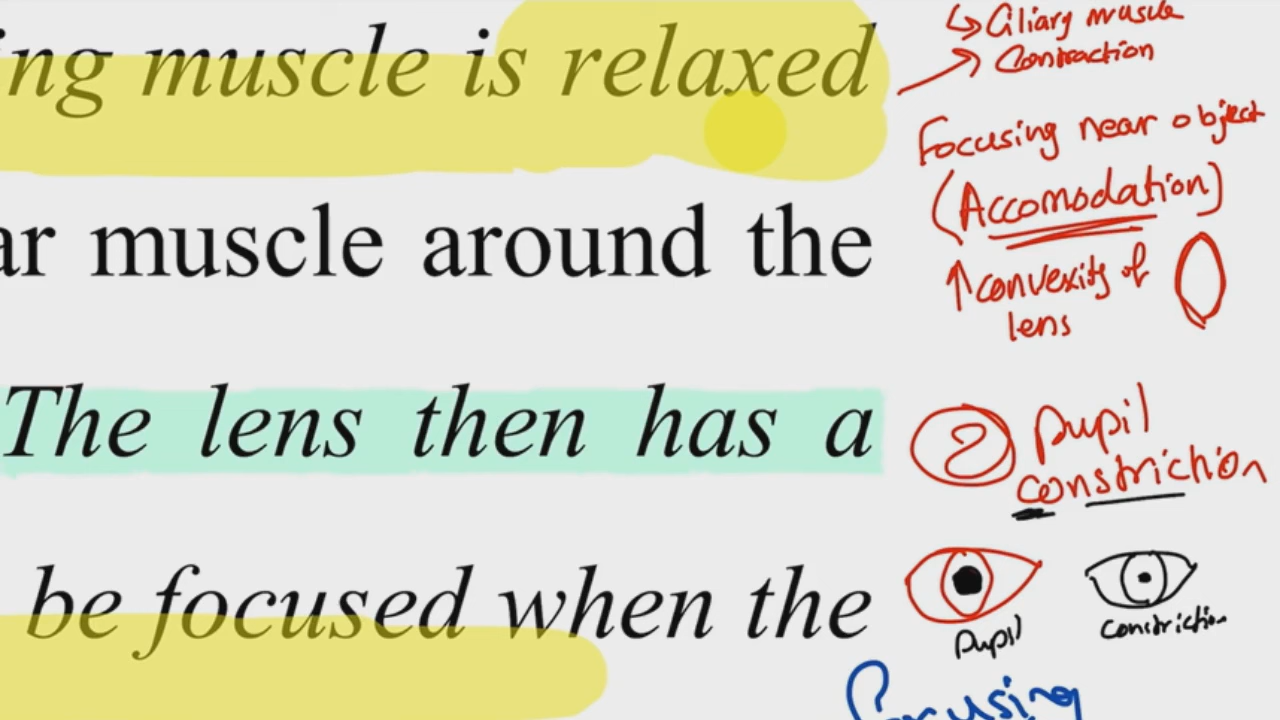 ing muscle is relaxed
ar muscle around the
The lens then has a
be focused when the
↳ Ciliary muscle
Contraction
Focusing near object
(Accomodation)
↑ convexity of
lens
2 pupil
constriction
pupil
constriction
Focusing